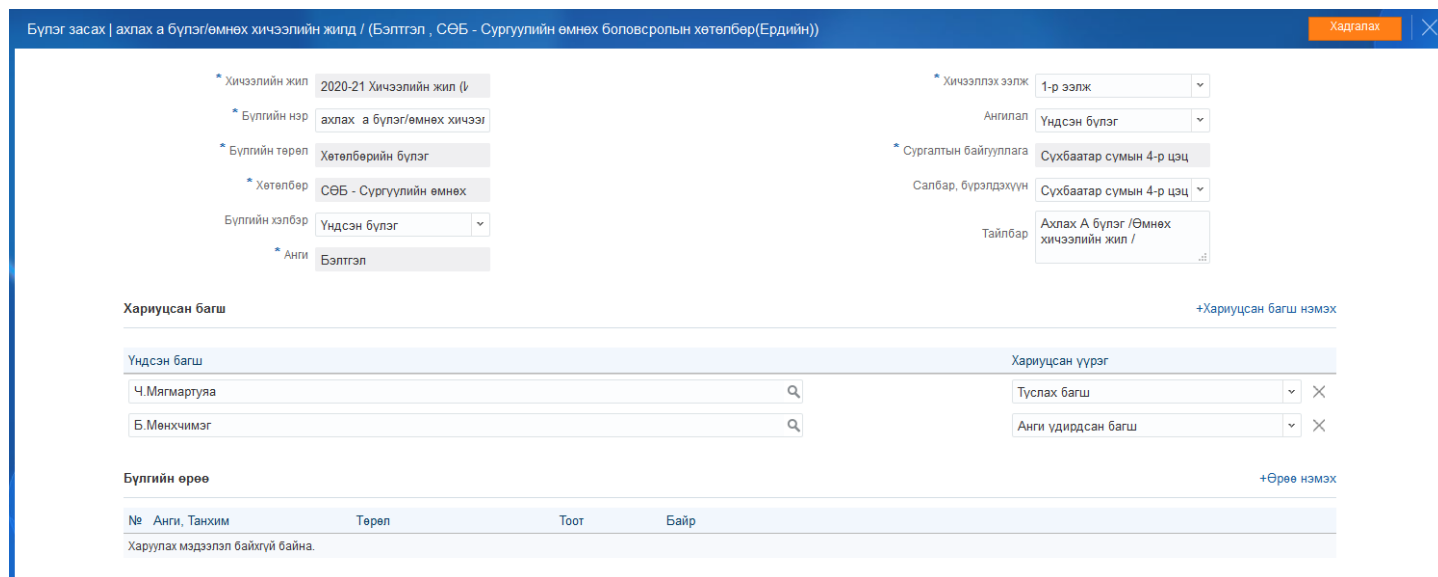 Бүлэг засах | ахлах а бүлэг/өмнөх хичээлийн жилд / (Бэлтгэл , СӨБ - Сургуулийн өмнөх боловсролын хөтөлбөр(Ердийн))
Хадгалах
* Хичээлийн жил 2020-21 Хичээлийн жил (И
* Хичээллэх ээлж 1-р ээлж
* Бүлгийн нэр ахлах а бүлэг/өмнөх хичээл
Ангилал Үндсэн бүлэг
* Бүлгийн төрөл Хөтөлбөрийн бүлэг
* Сургалтын байгууллага Сүхбаатар сумын 4-р цэц
* Хөтөлбөр СӨБ - Сургуулийн өмнөх
Салбар, бүрэлдэхүүн Сүхбаатар сумын 4-р цэц
Бүлгийн хэлбэр Үндсэн бүлэг
Тайлбар Ахлах А бүлэг /Өмнөх
хичээлийн жил /
* Анги Бэлтгэл
Хариуцсан багш
+Хариуцсан багш нэмэх
Үндсэн багш Хариуцсан үүрэг
Ч.Мягмартуяа Туслах багш
Б.Мөнхчимэг Анги удирдсан багш
Бүлгийн өрөө
+Өрөө нэмэх
№ Анги, Танхим Төрөл Тоот Байр
Харуулах мэдээлэл байхгүй байна.